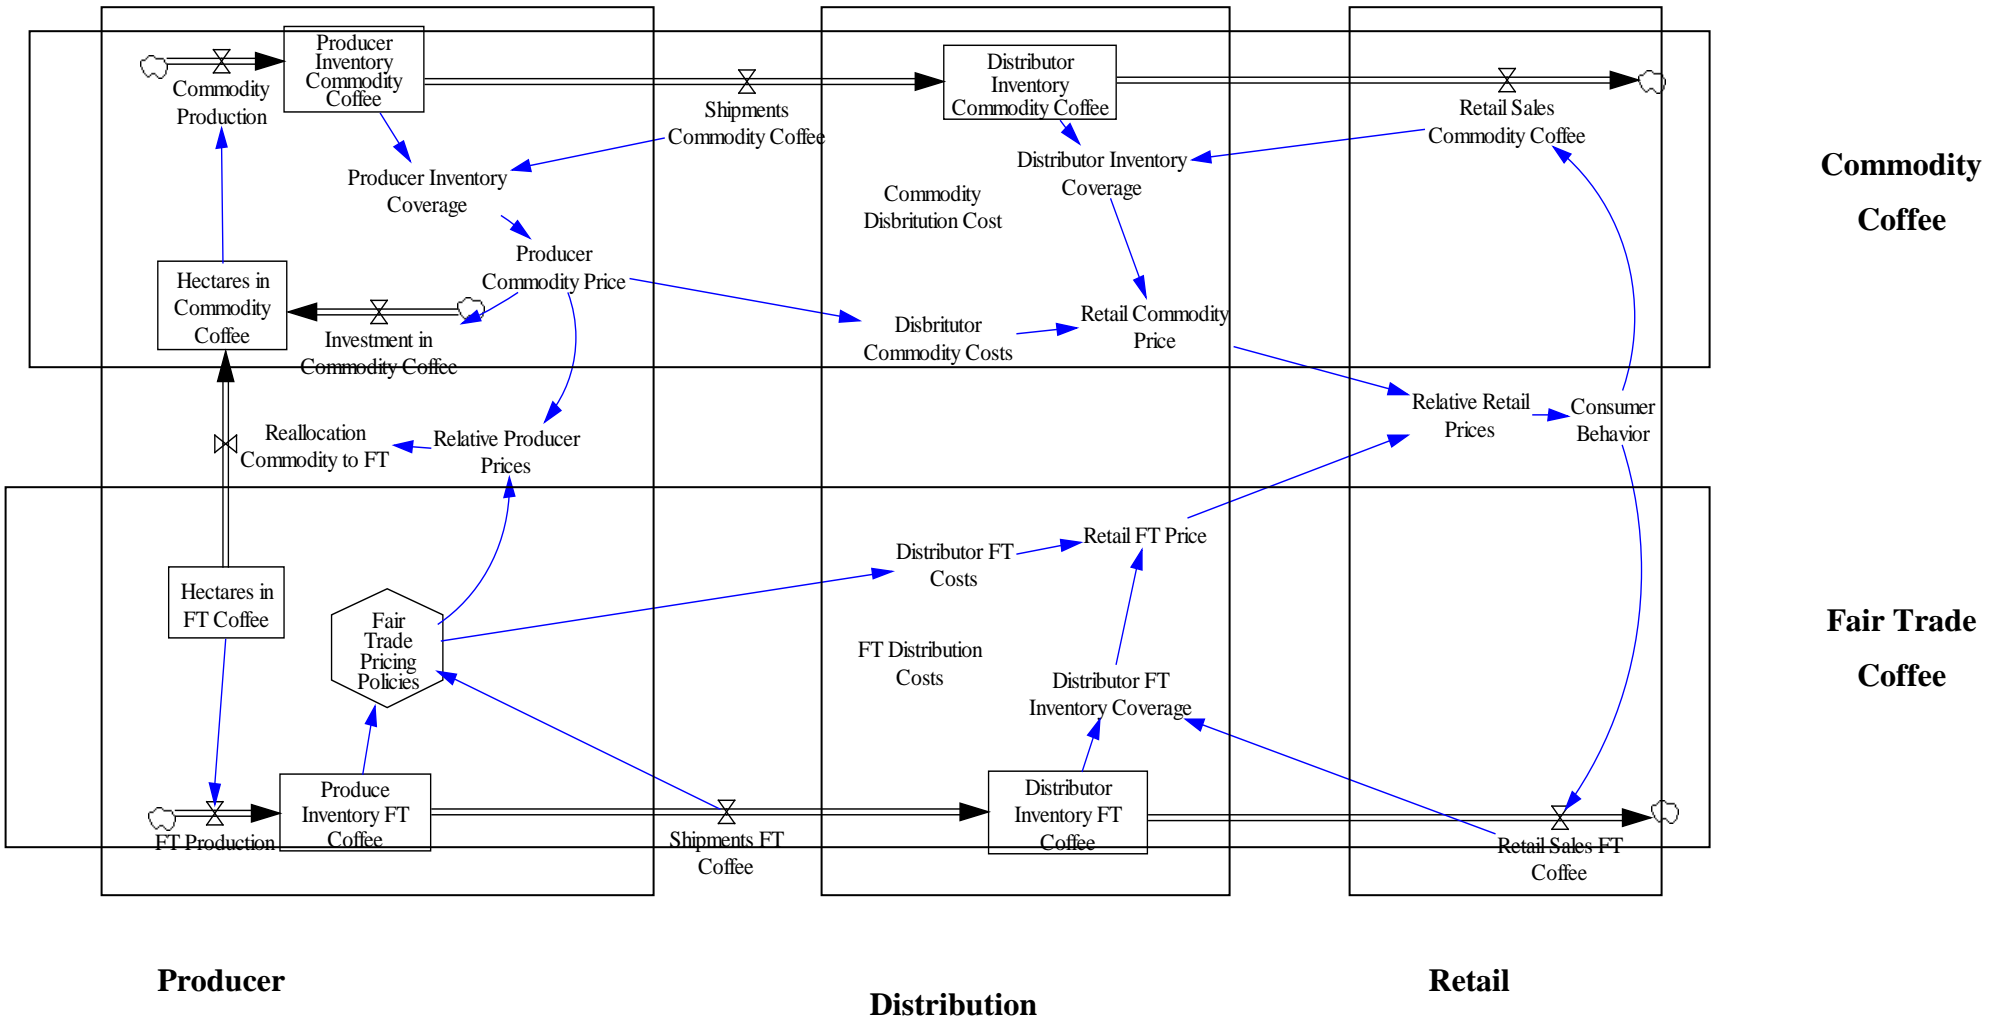 Producer
Inventory
Commodity
Coffee
Commodity
Production
Shipments
Commodity Coffee
Distributor
Inventory
Commodity Coffee
Retail Sales
Commodity Coffee
Producer Inventory
Coverage
Distributor Inventory
Coverage
Commodity
Disbritution Cost
Commodity
Coffee
Producer
Commodity Price
Hectares in
Commodity
Coffee
Investment in
Commodity Coffee
Disbritutor
Commodity Costs
Retail Commodity
Price
Reallocation
Commodity to FT
Relative Producer
Prices
Relative Retail
Prices
Consumer
Behavior
Hectares in
FT Coffee
Fair
Trade
Pricing
Policies
Distributor FT
Costs
Retail FT Price
FT Distribution
Costs
Distributor FT
Inventory Coverage
Fair Trade
Coffee
FT Production
Produce
Inventory FT
Coffee
Shipments FT
Coffee
Distributor
Inventory FT
Coffee
Retail Sales FT
Coffee
Producer
Distribution
Retail